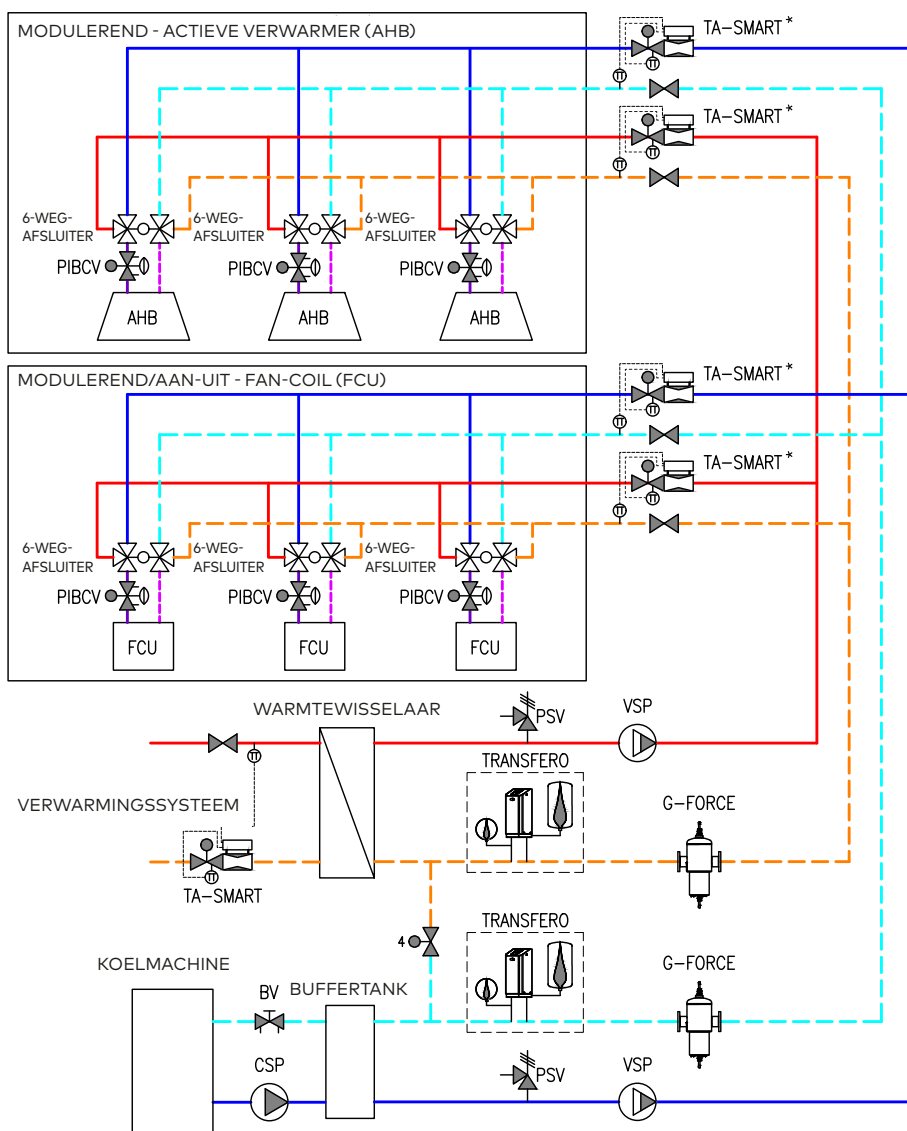 MODULEREND - ACTIEVE VERWARMER (AHB)
TA-SMART*
TA-SMART*
6-WEG-
AFSLUITER
6-WEG-
AFSLUITER
6-WEG-
AFSLUITER
PIBCV
PIBCV
PIBCV
AHB
AHB
AHB
MODULEREND/AAN-UIT - FAN-COIL (FCU)
TA-SMART*
TA-SMART*
6-WEG-
AFSLUITER
6-WEG-
AFSLUITER
6-WEG-
AFSLUITER
PIBCV
PIBCV
PIBCV
FCU
FCU
FCU
WARMTEWISSELAAR
PSV
VSP
TRANSFERO
VERWARMINGSSYSTEEM
G-FORCE
TA-SMART
TRANSFERO
4
KOELMACHINE
G-FORCE
BV
BUFFERTANK
CSP
PSV
VSP